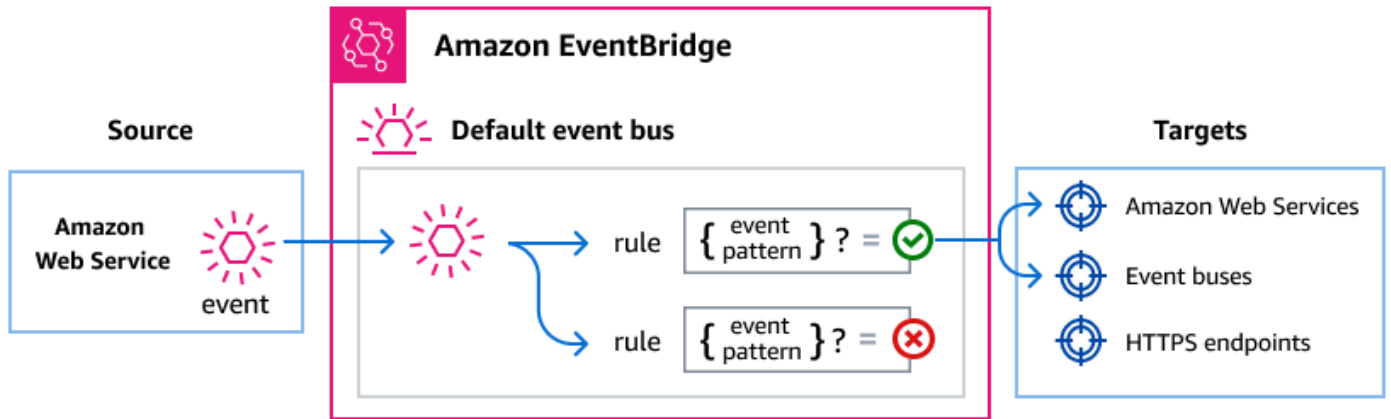 Amazon EventBridge
Source
Default event bus
Targets
Amazon
Web Service
event
rule { event pattern } ? =
rule { event pattern } ? =
Amazon Web Services
Event buses
HTTPS endpoints